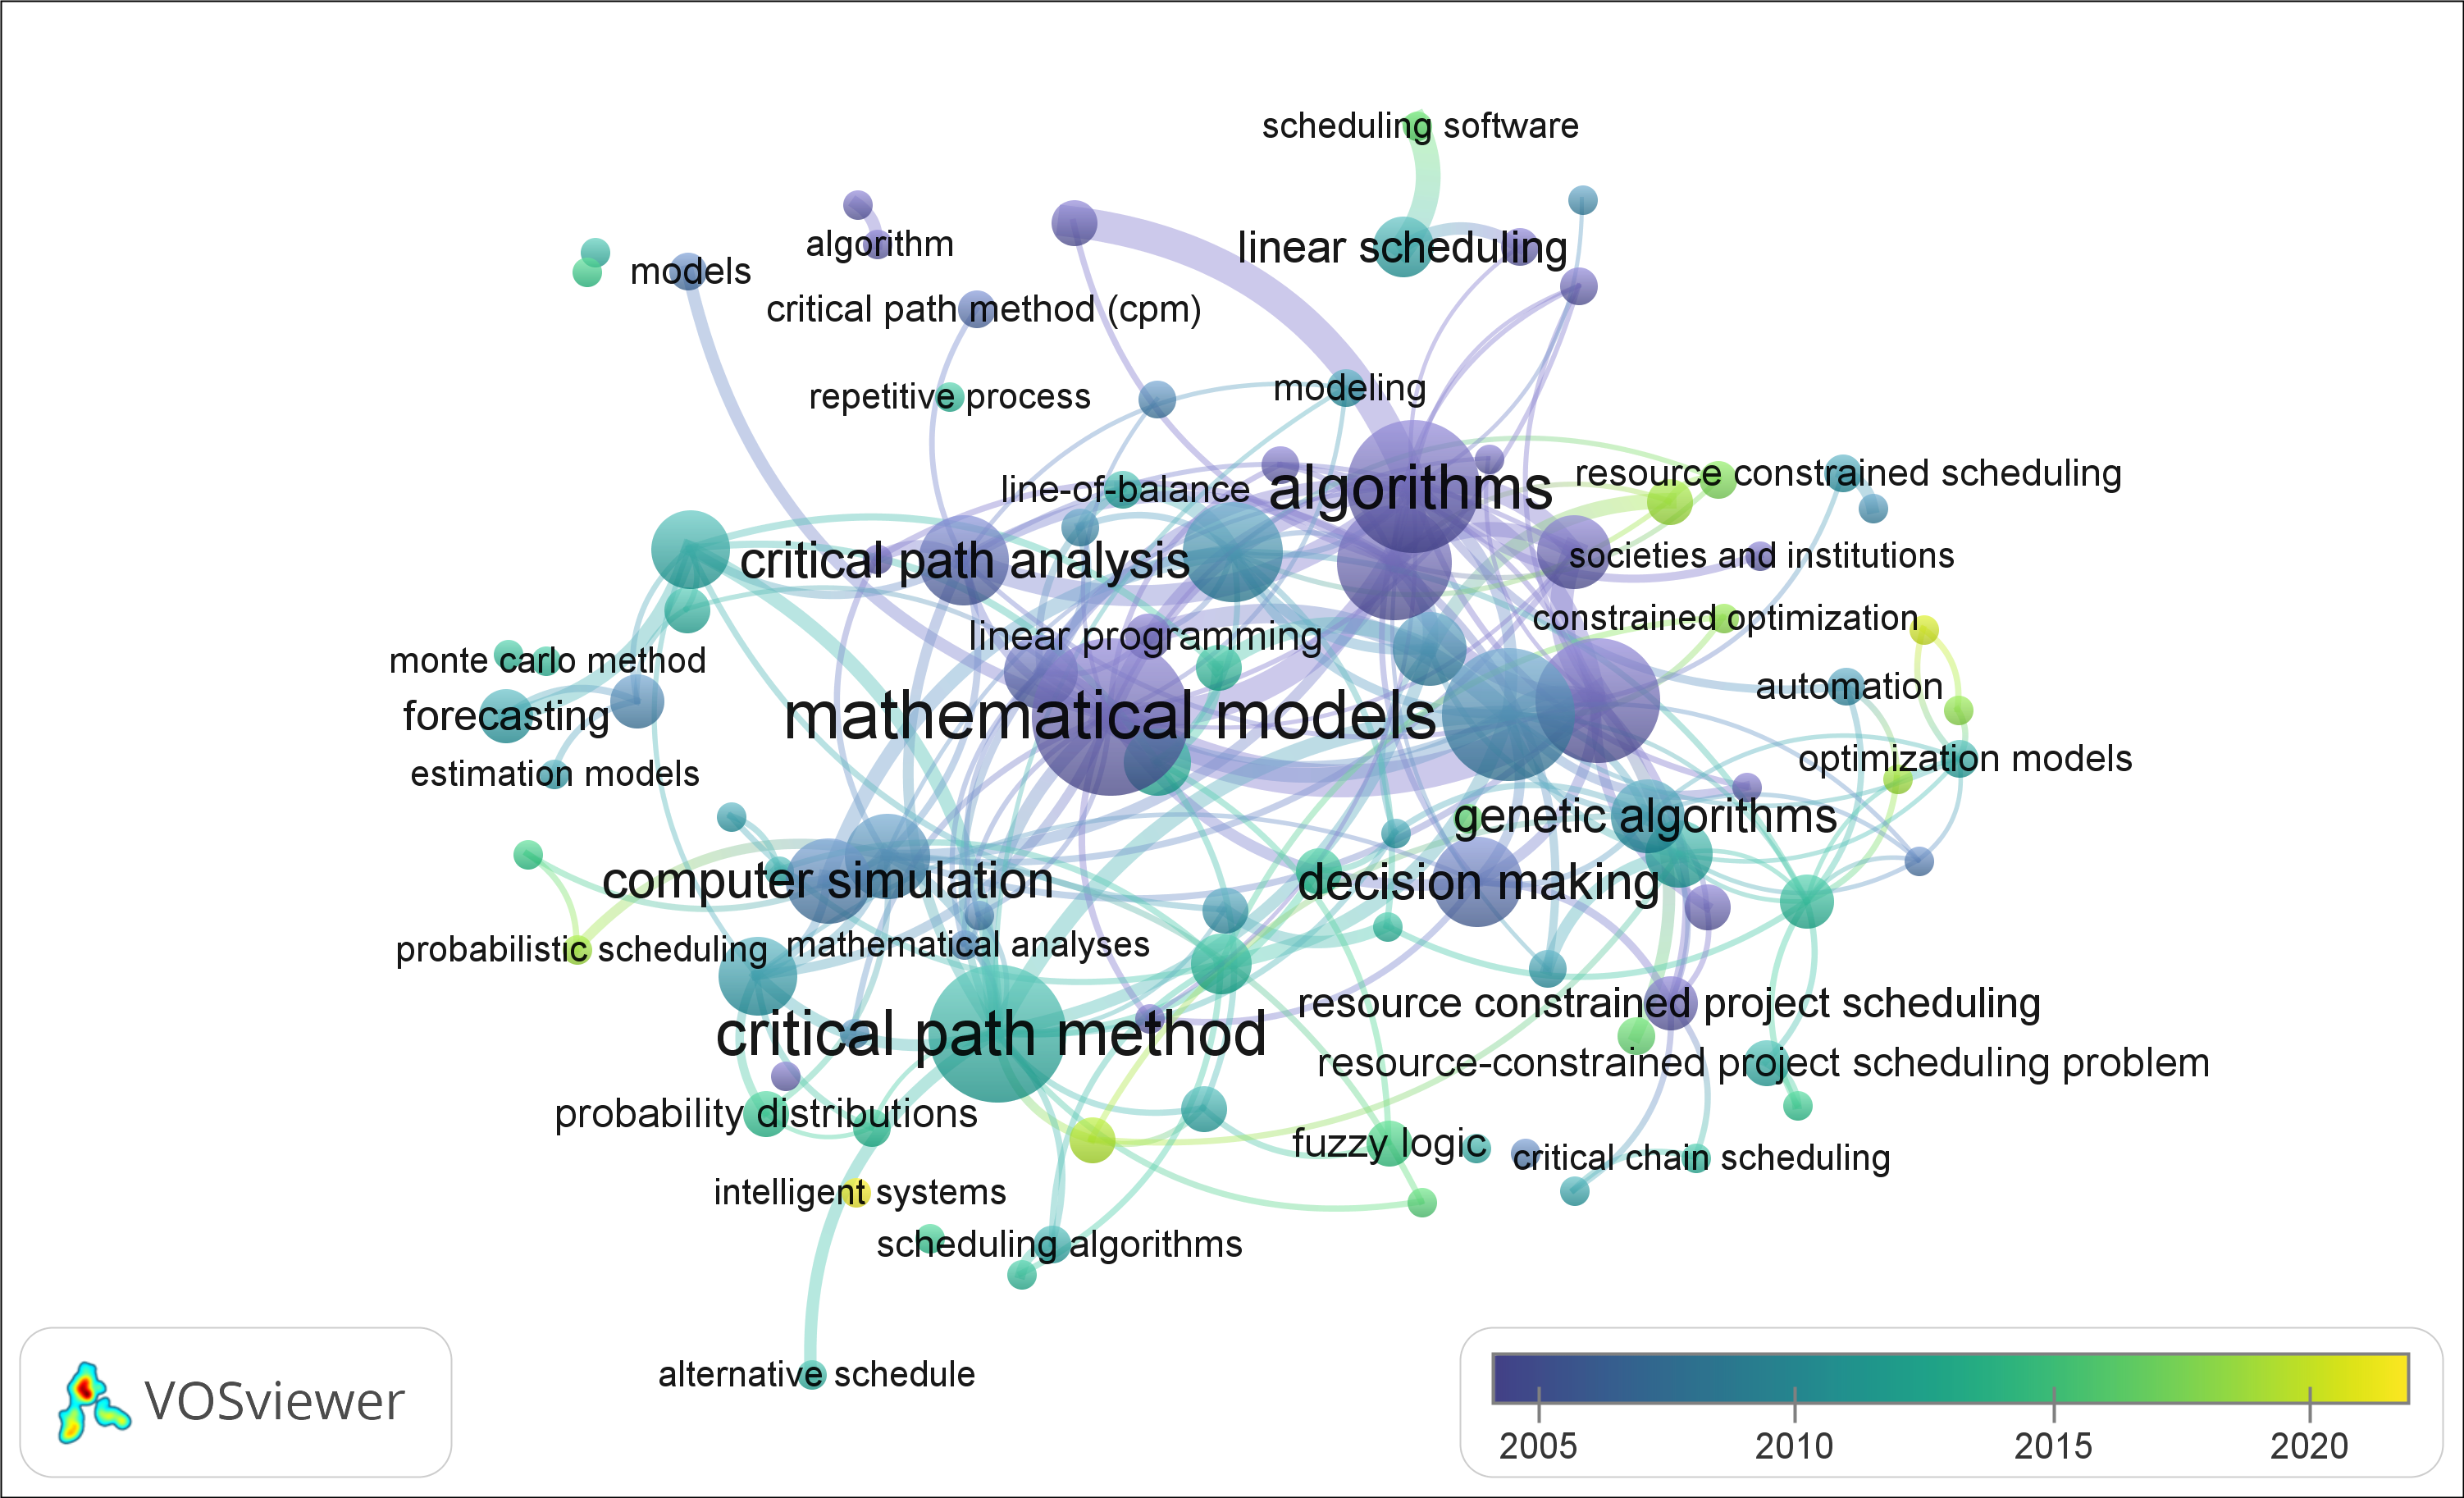 scheduling software
algorithm
linear scheduling
models
critical path method (cpm)
modeling
repetitive process
line-of-balance
algorithms
resource constrained scheduling
critical path analysis
societies and institutions
constrained optimization
linear programming
monte carlo method
automation
forecasting
mathematical models
optimization models
estimation models
genetic algorithms
computer simulation
decision making
probabilistic scheduling
mathematical analyses
resource constrained project scheduling
critical path method
resource-constrained project scheduling problem
probability distributions
fuzzy logic
critical chain scheduling
intelligent systems
scheduling algorithms
alternative schedule
VOSviewer
2005
2010
2015
2020